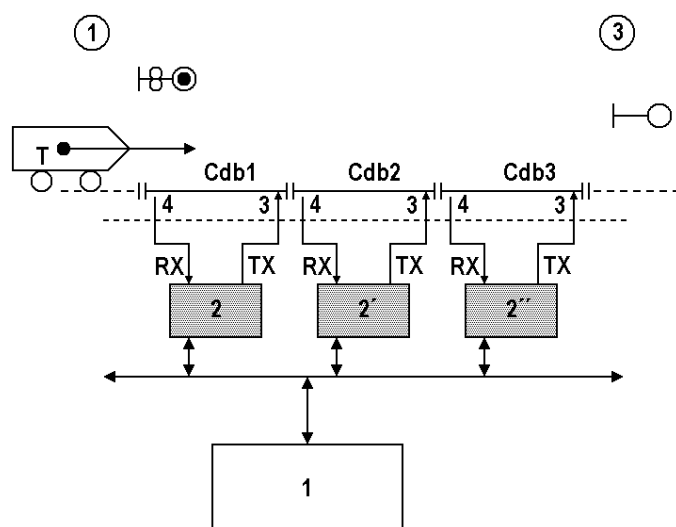 1 3
T
Cdb1 Cdb2 Cdb3
4 3 4 3 4 3
RX TX RX TX RX TX
2 2´ 2´´
1